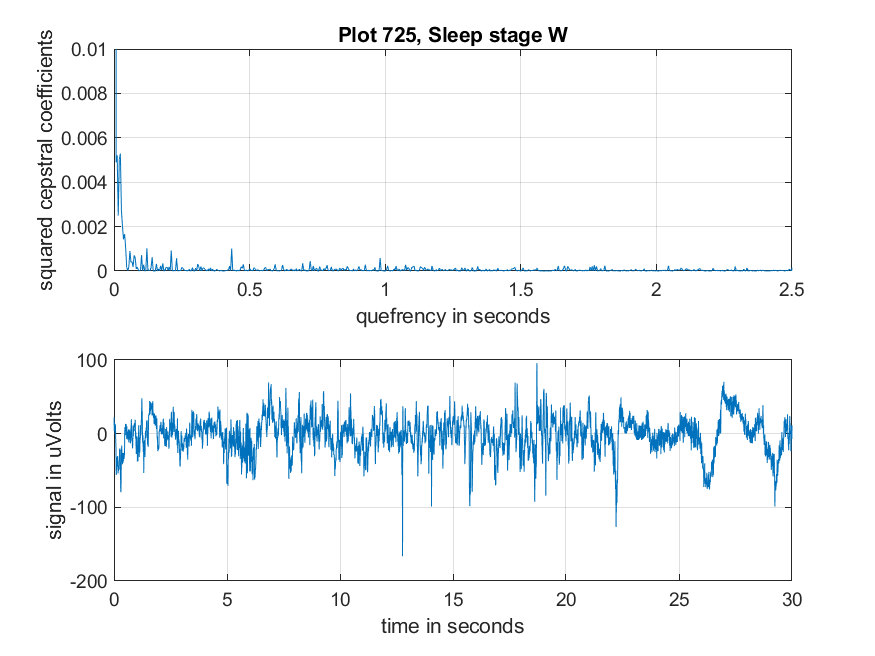 Plot 725, Sleep stage W
squared cepstral coefficients
0.01
0.008
0.006
0.004
0.002
0
0 0.5 1 1.5 2 2.5
quefrency in seconds
signal in uVolts
100
0
-100
-200
0 5 10 15 20 25 30
time in seconds